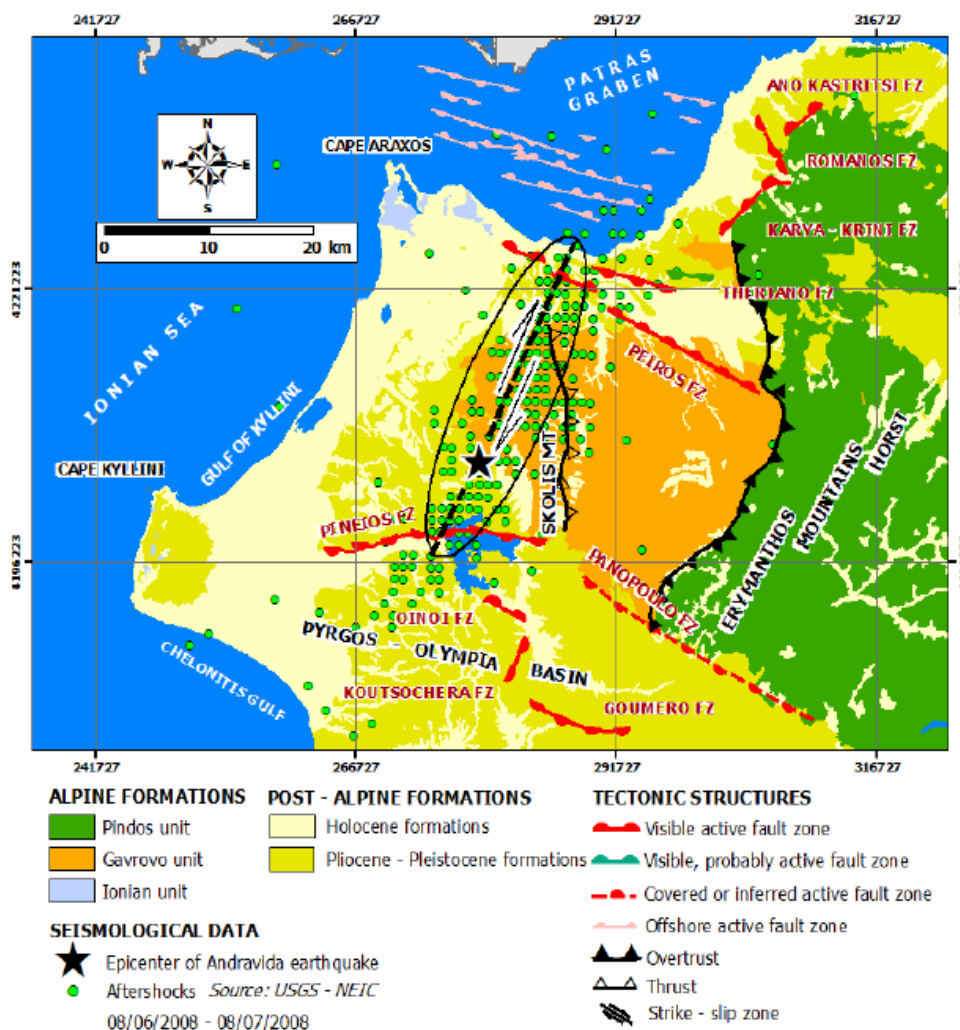 241727 266727 291727 316727
PATRAS
GRABEN
ANO KASTRITSI FZ
CAPE ARAXOS
ROMANOS FZ
N
W E
S
0 10 20 km
KARYA - KRINI FZ
4221223
THERIANO FZ
IONIAN SEA
PEIROS FZ
GULF OF KYLLINI
CAPE KYLLINI
SKOLIS MT
ERYMANTHOS
MOUNTAINS
HORST
PINEIOS FZ
4196223
PANOPOULO FZ
OINOI FZ
PYRGOS - OLYMPIA BASIN
CHELONITIS GULF
KOUTSOCHERA FZ
GOUMERO FZ
241727 266727 291727 316727
ALPINE FORMATIONS
Pindos unit
Gavrovo unit
Ionian unit
POST - ALPINE FORMATIONS
Holocene formations
Pliocene - Pleistocene formations
TECTONIC STRUCTURES
Visible active fault zone
Visible, probably active fault zone
Covered or inferred active fault zone
Offshore active fault zone
Overtrust
Thrust
Strike - slip zone
SEISMOLOGICAL DATA
Epicenter of Andravida earthquake
Aftershocks Source: USGS - NEIC
08/06/2008 - 08/07/2008